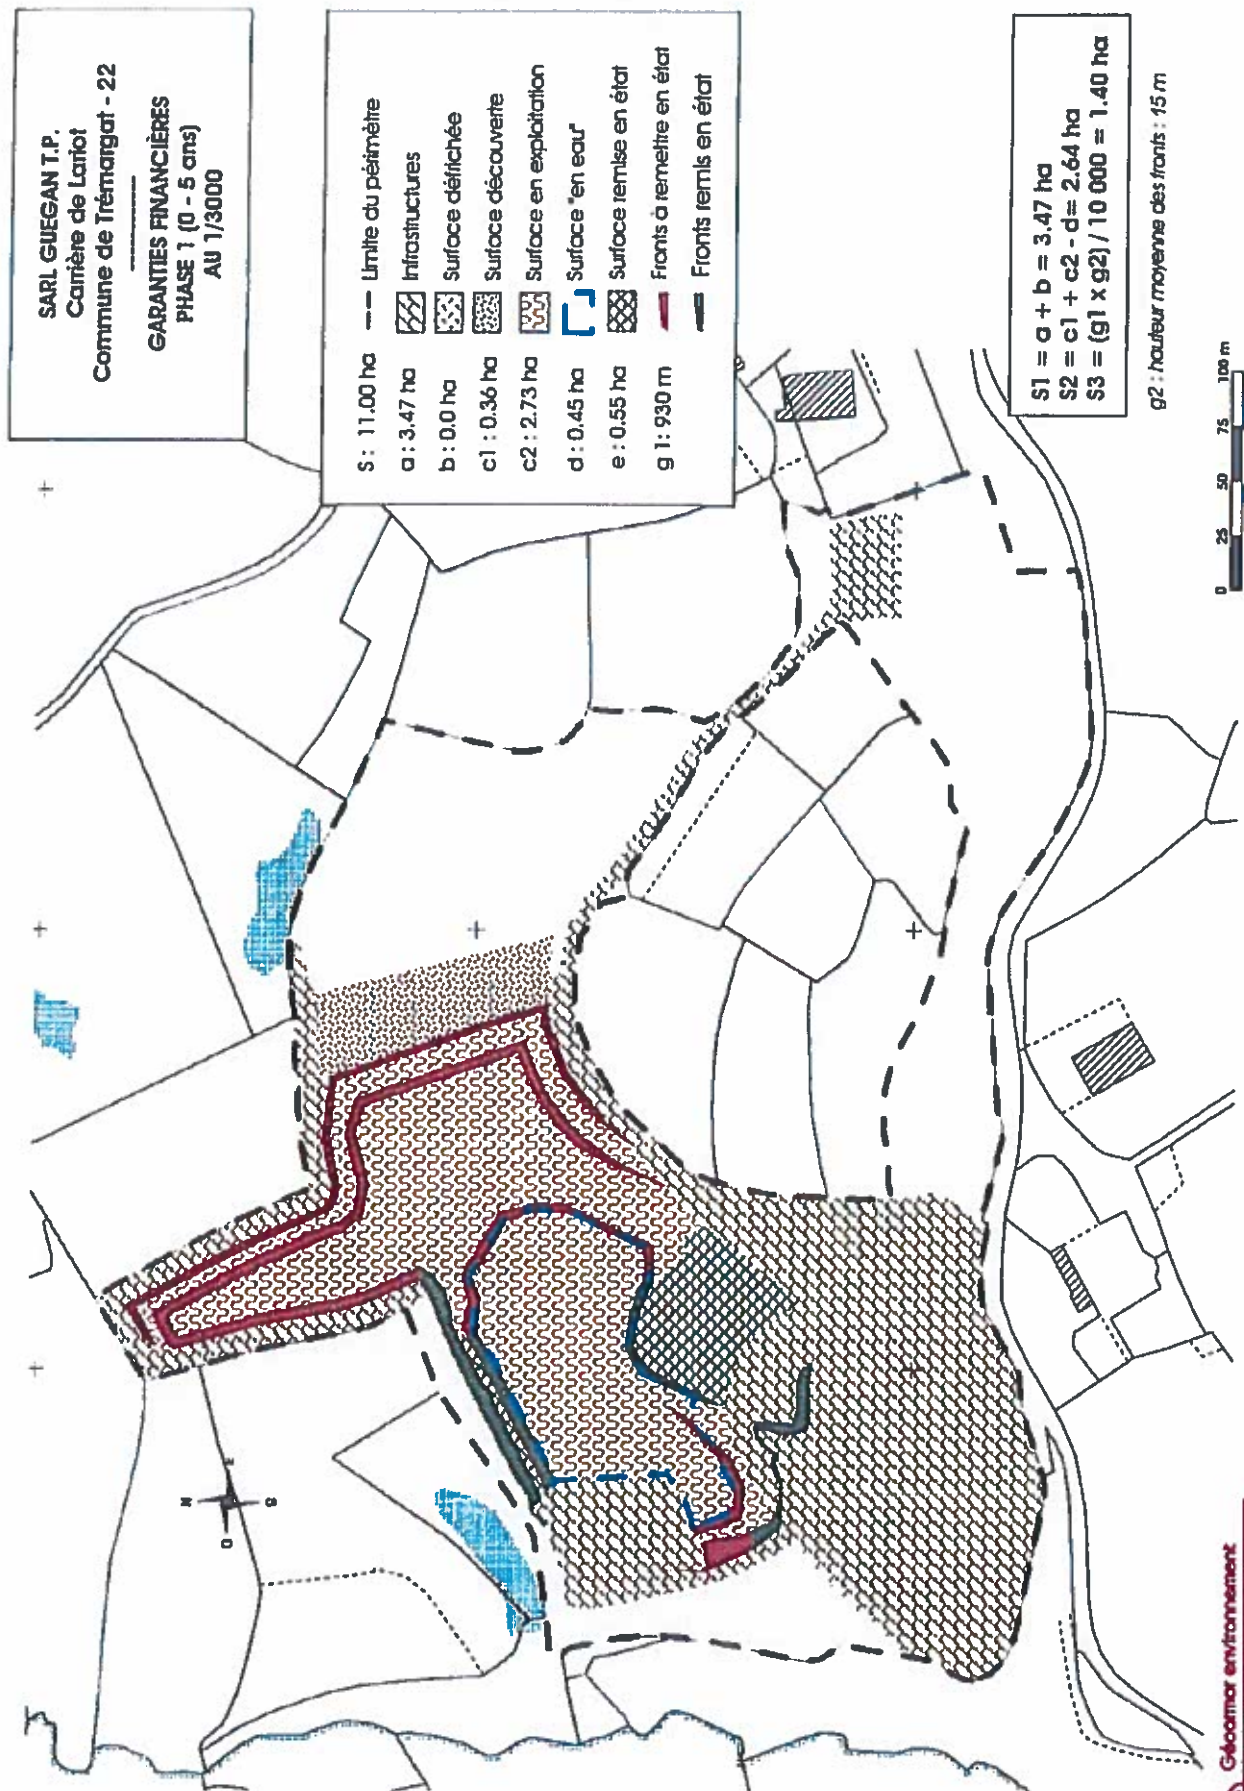 SARL GUEGAN T.P.
Carrière de Lariot
Commune de Trémargat - 22
GARANTIES FINANCIÈRES
PHASE 1 (0 - 5 ans)
AU 1/3000
S : 11.00 ha Limite du périmètre
a : 3.47 ha Infrastructures
b : 0.0 ha Surface défrichée
c1 : 0.36 ha Surface découverte
c2 : 2.73 ha Surface en exploitation
d : 0.45 ha Surface "en eau"
e : 0.55 ha Surface remise en état
g1 : 930 m Fronts à remettre en état
Fronts remis en état
S1 = a + b = 3.47 ha
S2 = c1 + c2 - d = 2.64 ha
S3 = (g1 x g2) / 10 000 = 1.40 ha
g2 : hauteur moyenne des fronts : 15 m
0 25 50 75 100 m
N
E
S
O
Géoarmor environnement